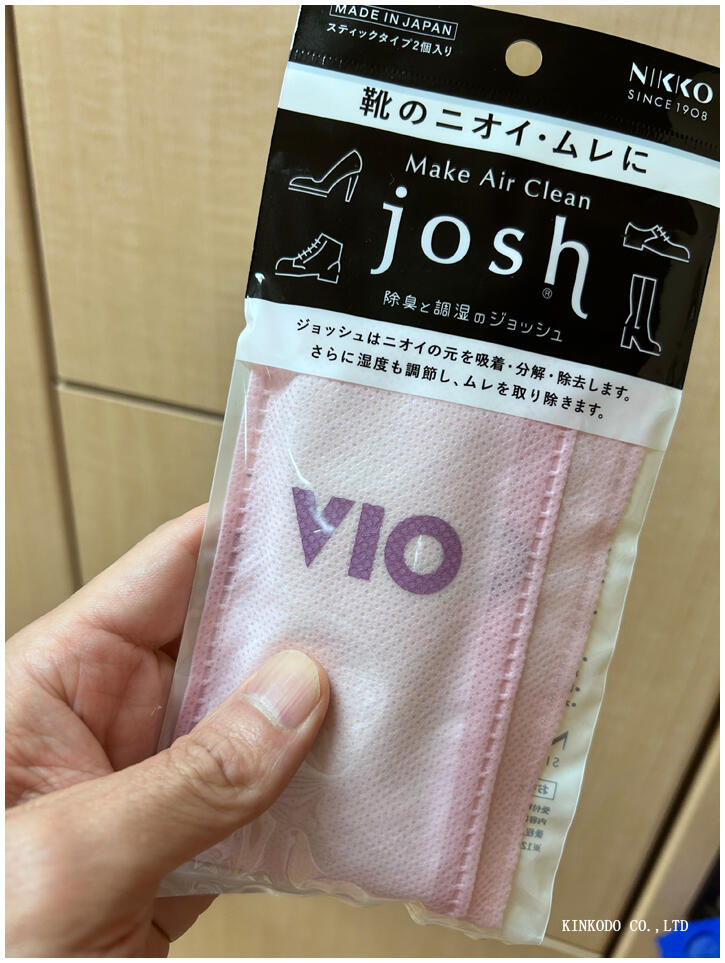 MADE IN JAPAN
スティックタイプ2個入り
NIKKO
SINCE 1908
靴のニオイ・ムレに
Make Air Clean
josh
®
除臭と調湿のジョッシュ
ジョッシュはニオイの元を吸着・分解・除去します。
さらに湿度も調節し、ムレを取り除きます。
VIO
KINKODO CO.,LTD